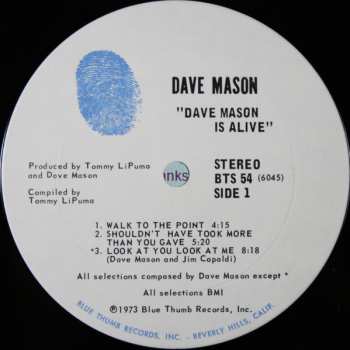 DAVE MASON
"DAVE MASON
IS ALIVE"
Produced by Tommy LiPuma
and Dave Mason
Compiled by
Tommy LiPuma
nks
STEREO
BTS 54 (6045)
SIDE 1
1. WALK TO THE POINT 4:15
2. SHOULDN'T HAVE TOOK MORE
THAN YOU GAVE 5:20
*3. LOOK AT YOU LOOK AT ME 8:18
(Dave Mason and Jim Capaldi)
All selections composed by Dave Mason except *
All selections BMI
℗1973 Blue Thumb Records, Inc.
BLUE THUMB RECORDS, INC. - BEVERLY HILLS, CALIF.